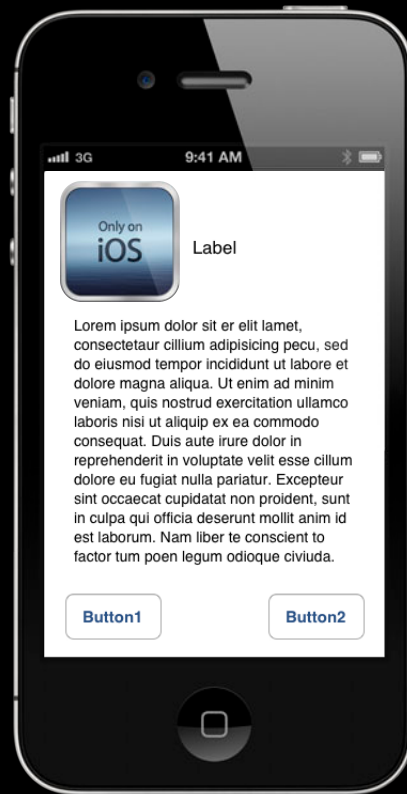 3G
9:41 AM
Only on
iOS
Label
Lorem ipsum dolor sit er elit lamet,
consectetaur cillium adipisicing pecu, sed
do eiusmod tempor incididunt ut labore et
dolore magna aliqua. Ut enim ad minim
veniam, quis nostrud exercitation ullamco
laboris nisi ut aliquip ex ea commodo
consequat. Duis aute irure dolor in
reprehenderit in voluptate velit esse cillum
dolore eu fugiat nulla pariatur. Excepteur
sint occaecat cupidatat non proident, sunt
in culpa qui officia deserunt mollit anim id
est laborum. Nam liber te conscient to
factor tum poen legum odioque civiuda.
Button1
Button2